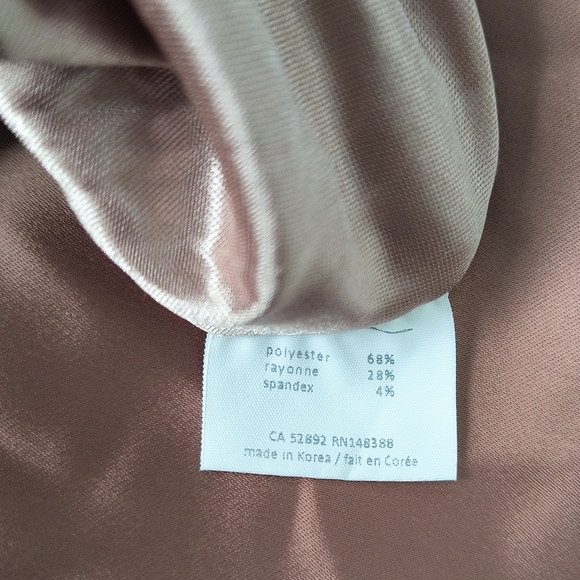 polyester 68%
rayonne 28%
spandex 4%
CA 52892 RN148388
made in Korea / fait en Corée